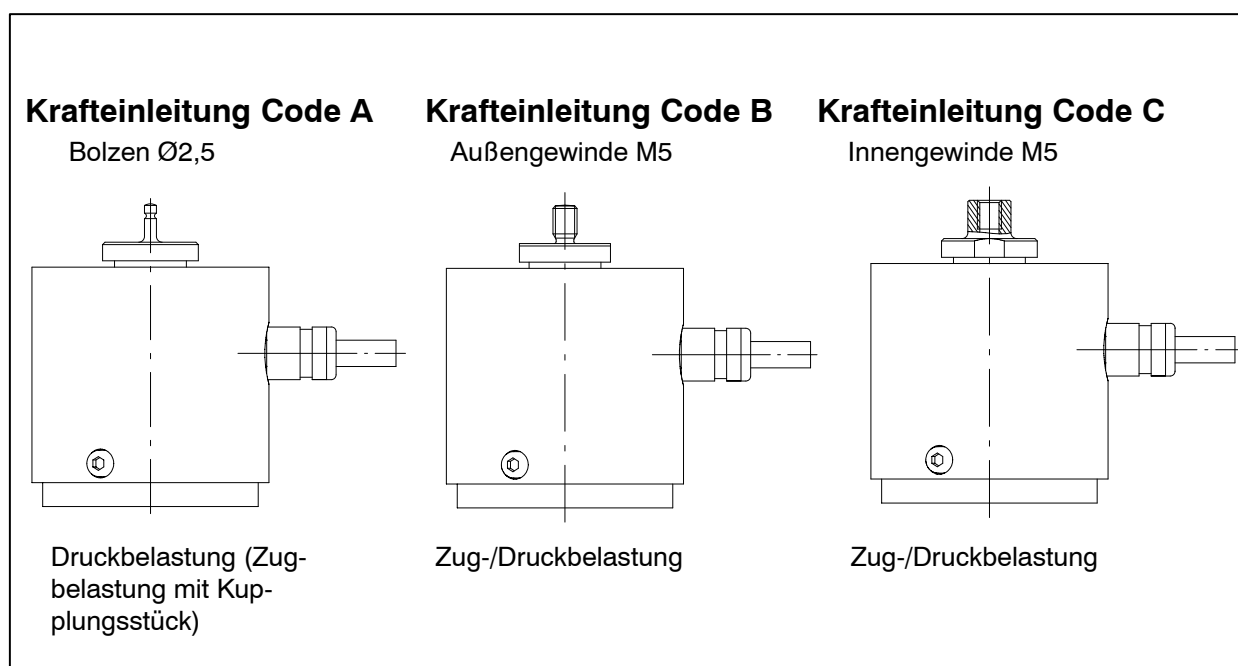 Krafteinleitung Code A
Bolzen Ø2,5
Druckbelastung (Zug-
belastung mit Kup-
plungsstück)
Krafteinleitung Code B
Außengewinde M5
Zug-/Druckbelastung
Krafteinleitung Code C
Innengewinde M5
Zug-/Druckbelastung